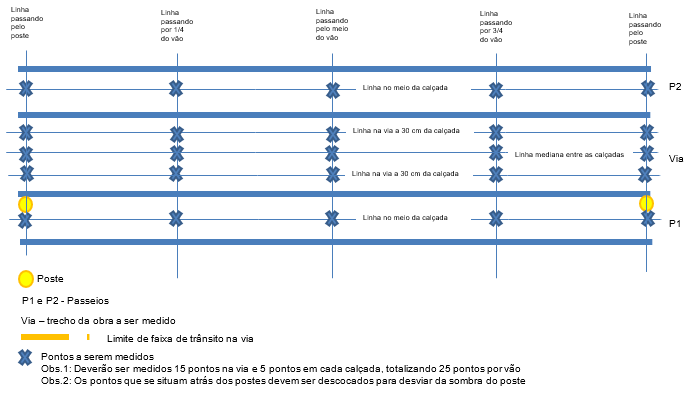 Linha
passando
pelo
poste
Linha
passando
por 1/4
do vão
Linha
passando
pelo meio
do vão
Linha
passando
por 3/4
do vão
Linha
passando
pelo
poste
Linha no meio da calçada
P2
Linha na via a 30 cm da calçada
Linha mediana entre as calçadas
Via
Linha na via a 30 cm da calçada
Linha no meio da calçada
P1
Poste
P1 e P2 - Passeios
Via – trecho da obra a ser medido
Limite de faixa de trânsito na via
Pontos a serem medidos
Obs.1: Deverão ser medidos 15 pontos na via e 5 pontos em cada calçada, totalizando 25 pontos por vão
Obs.2: Os pontos que se situam atrás dos postes devem ser descocados para desviar da sombra do poste